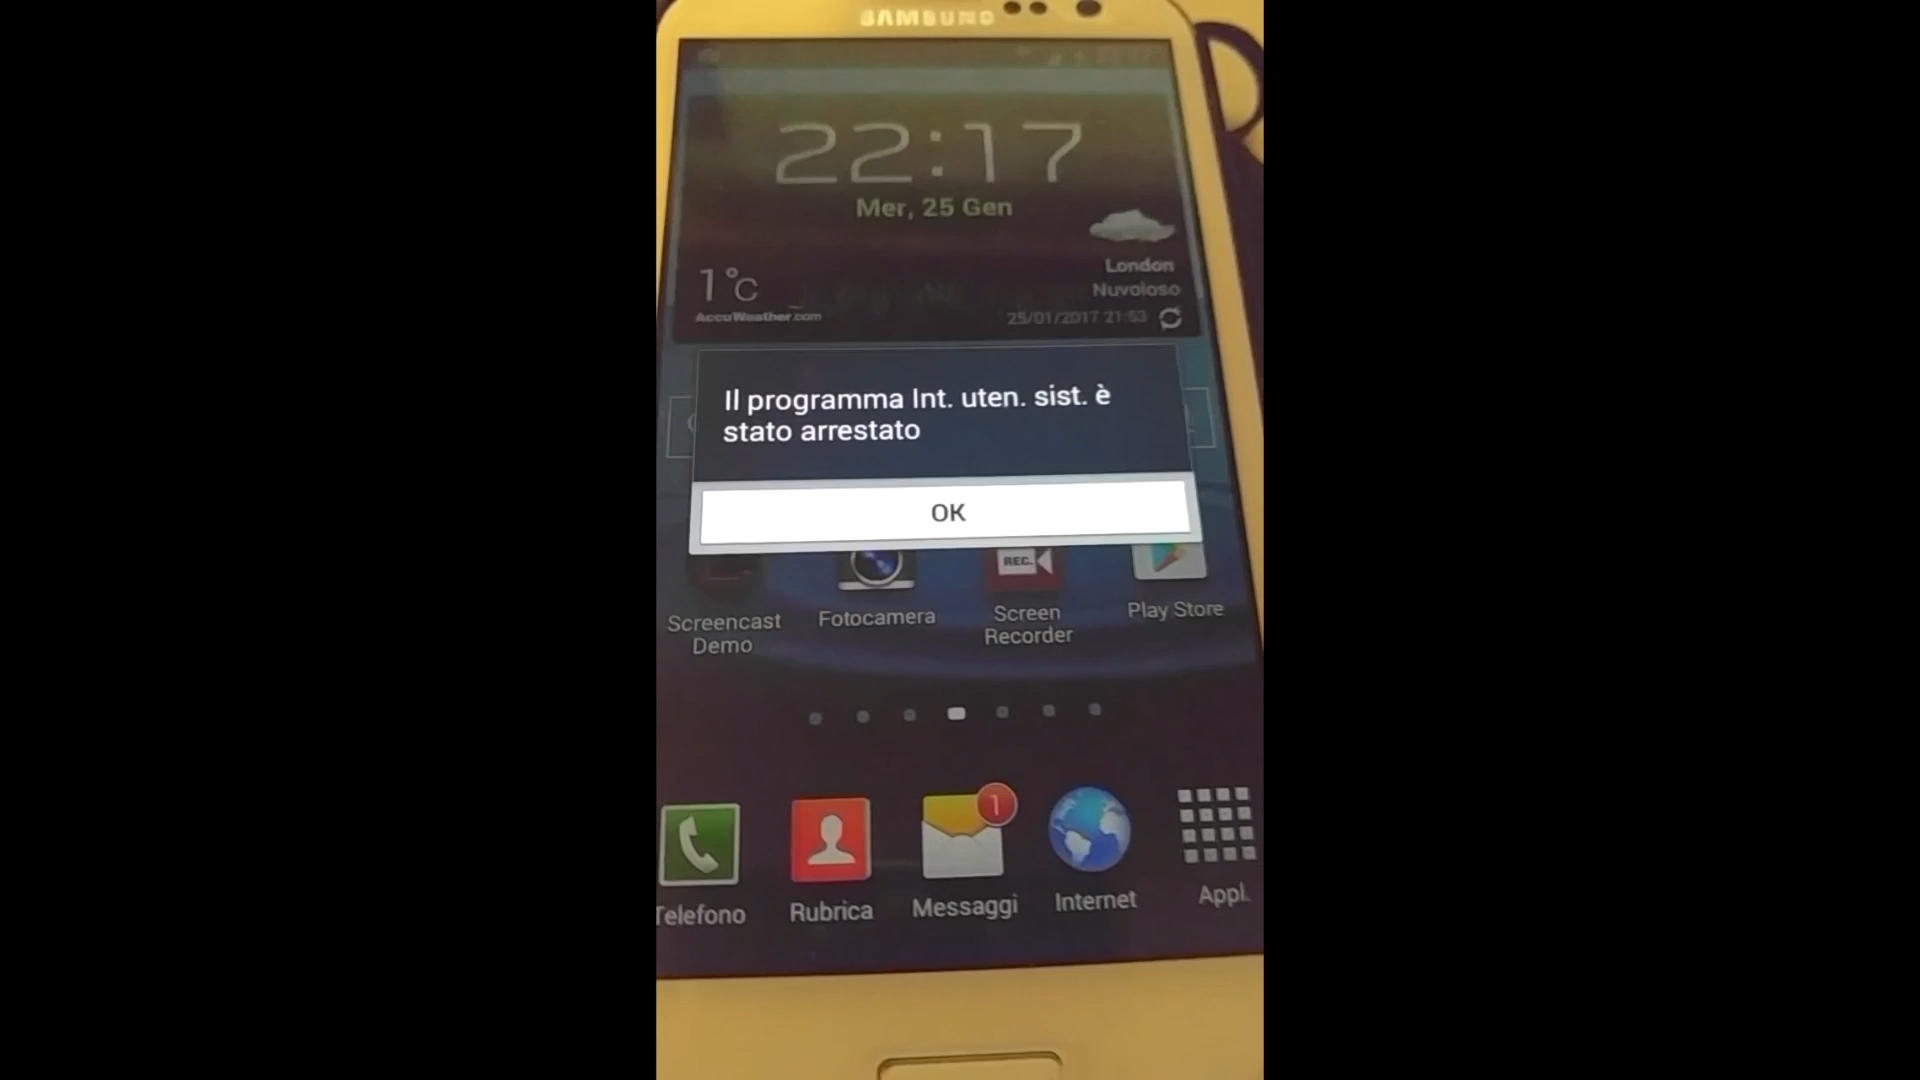 SAMSUNG
22:17
Mer, 25 Gen
London
1°C
Nuvoloso
AccuWeather.com
25/01/2017 21:53
Il programma Int. uten. sist. è
stato arrestato
OK
REC.
Screencast
Demo
Fotocamera
Screen
Recorder
Play Store
1
Telefono
Rubrica
Messaggi
Internet
Appl.